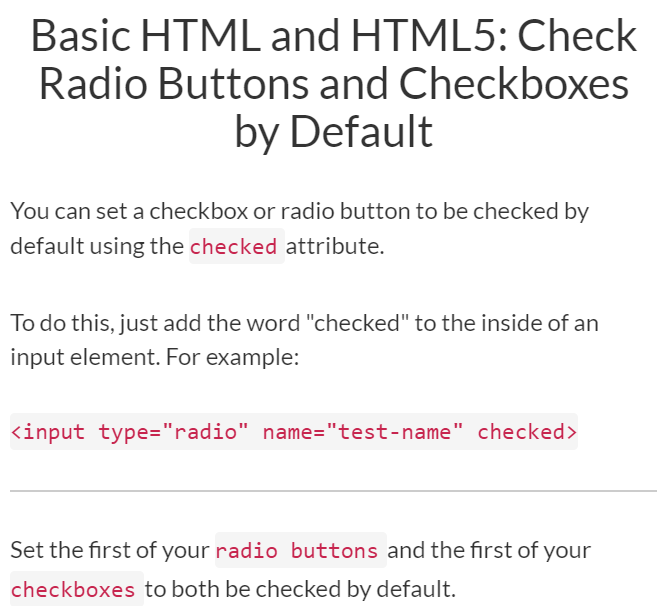 Basic HTML and HTML5: Check
Radio Buttons and Checkboxes
by Default
You can set a checkbox or radio button to be checked by
default using the checked attribute.
To do this, just add the word "checked" to the inside of an
input element. For example:
<input type="radio" name="test-name" checked>
Set the first of your radio buttons and the first of your
checkboxes to both be checked by default.